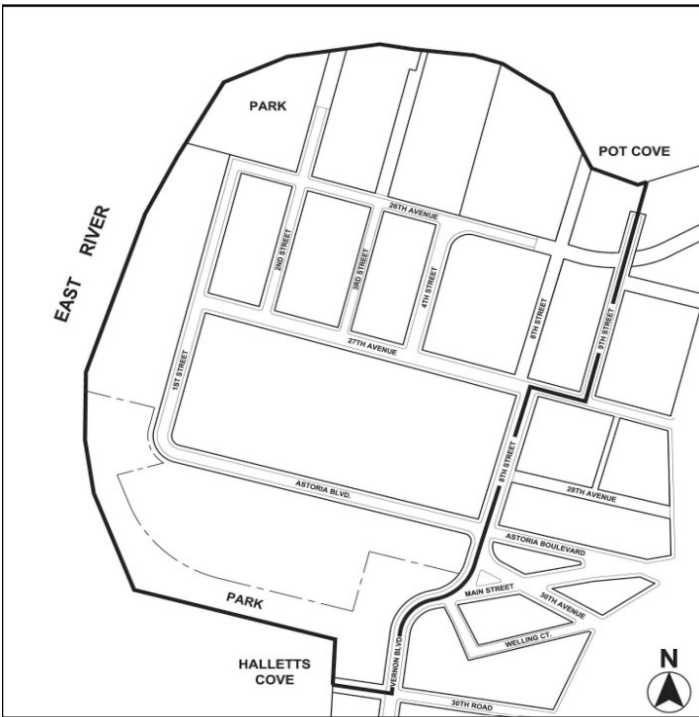 PARK
POT COVE
26TH AVENUE
EAST RIVER
2ND STREET
3RD STREET
4TH STREET
8TH STREET
9TH STREET
27TH AVENUE
1ST STREET
8TH STREET
ASTORIA BLVD.
28TH AVENUE
ASTORIA BOULEVARD
MAIN STREET
30TH AVENUE
PARK
WELLING CT.
VERNON BLVD
HALLETTS
COVE
30TH ROAD
N